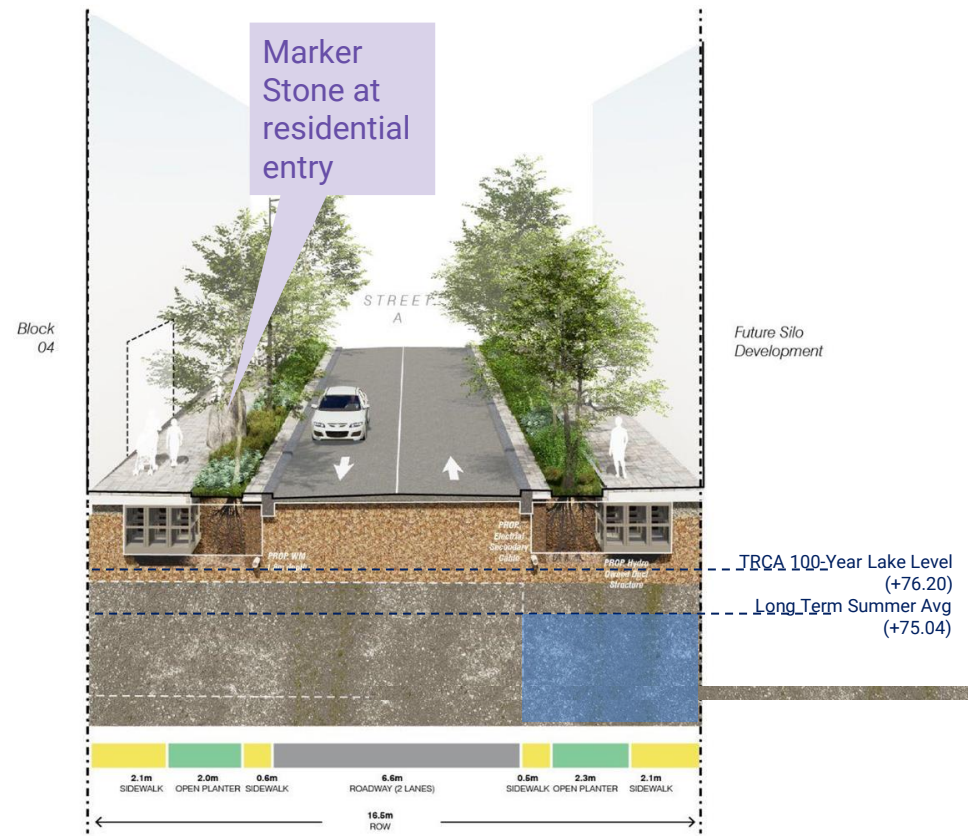 Marker
Stone at
residential
entry
STREET
A
Block
04
Future Silo
Development
PROP. WM
PROP.
Electrical
Secondary
Cable
PROP. Hydro
Structure
TRCA 100-Year Lake Level
(+76.20)
Long Term Summer Avg
(+75.04)
2.1m
SIDEWALK
2.0m
OPEN PLANTER
0.6m
SIDEWALK
6.6m
ROADWAY (2 LANES)
0.5m
SIDEWALK
2.3m
OPEN PLANTER
2.1m
SIDEWALK
16.5m
ROW